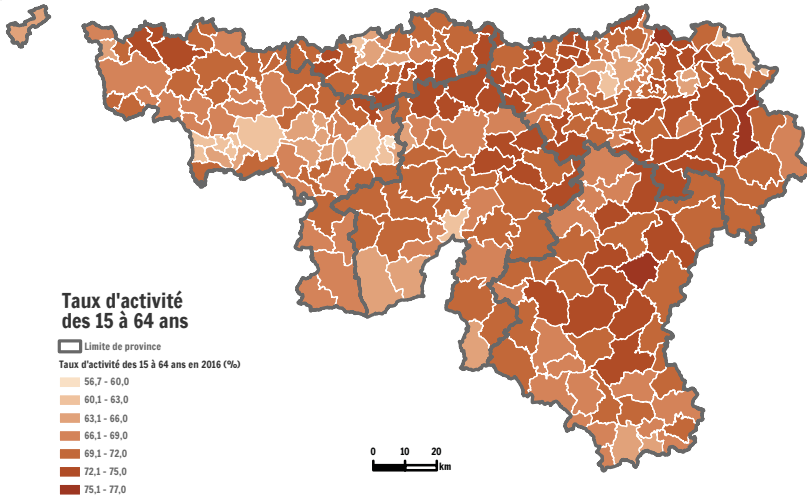 Taux d'activité
des 15 à 64 ans
Limite de province
Taux d'activité des 15 à 64 ans en 2016 (%)
56,7 - 60,0
60,1 - 63,0
63,1 - 66,0
66,1 - 69,0
69,1 - 72,0
72,1 - 75,0
75,1 - 77,0
0 10 20
km